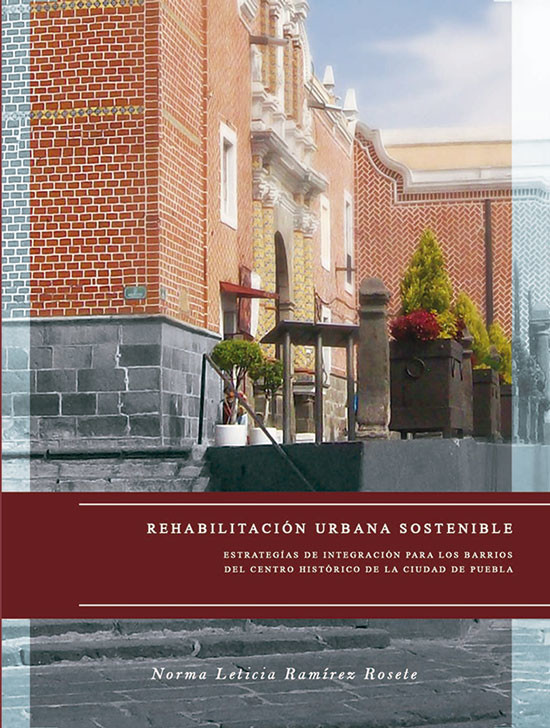 REHABILITACIÓN URBANA SOSTENIBLE
ESTRATEGÍAS DE INTEGRACIÓN PARA LOS BARRIOS
DEL CENTRO HISTÓRICO DE LA CIUDAD DE PUEBLA
Norma Leticia Ramírez Rosete